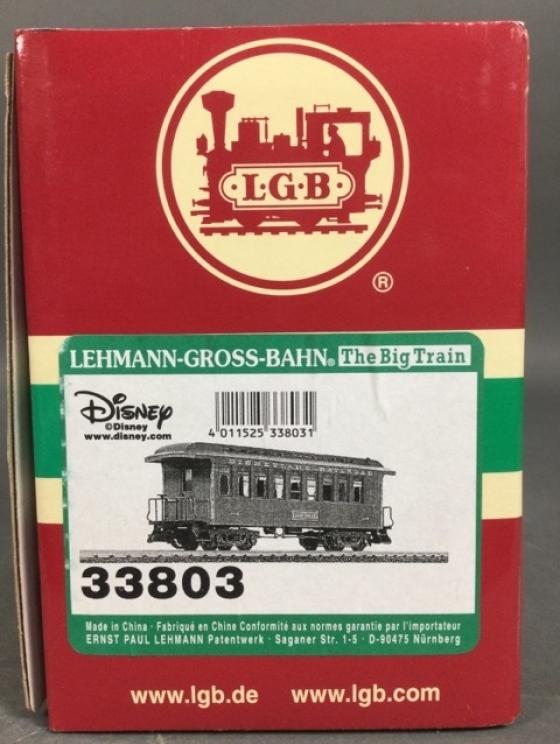 L·G·B
®
LEHMANN-GROSS-BAHN® The Big Train
Disney
©Disney
www.disney.com
4 011525 338031
DISNEYLAND RAILROAD
33803
Made in China · Fabriqué en Chine Conformité aux normes garantie par l'importateur
ERNST PAUL LEHMANN Patentwerk · Saganer Str. 1-5 · D-90475 Nürnberg
www.lgb.de www.lgb.com